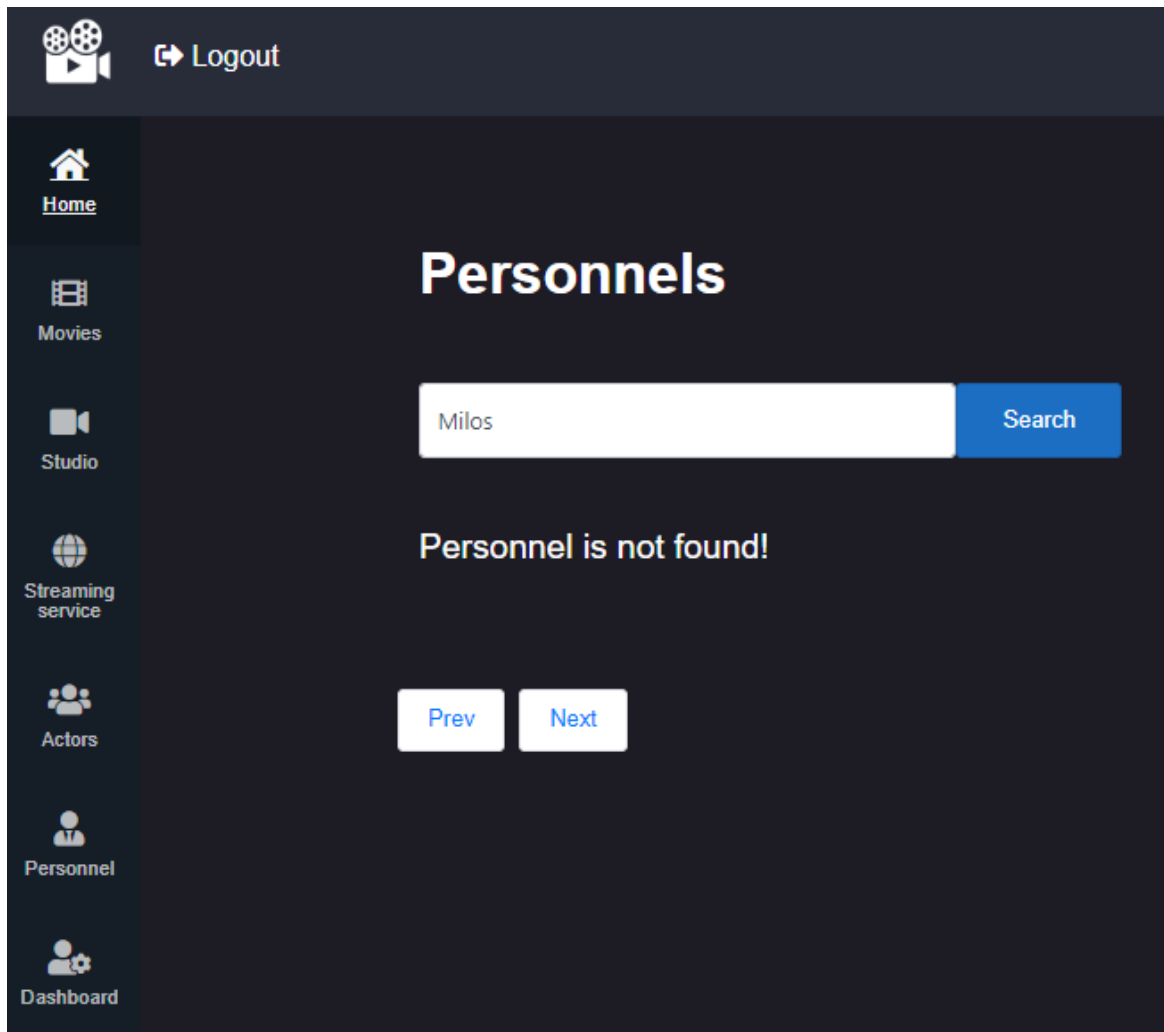 Logout
Home
Movies
Studio
Streaming
service
Actors
Personnel
Dashboard
Personnels
Milos
Search
Personnel is not found!
Prev
Next